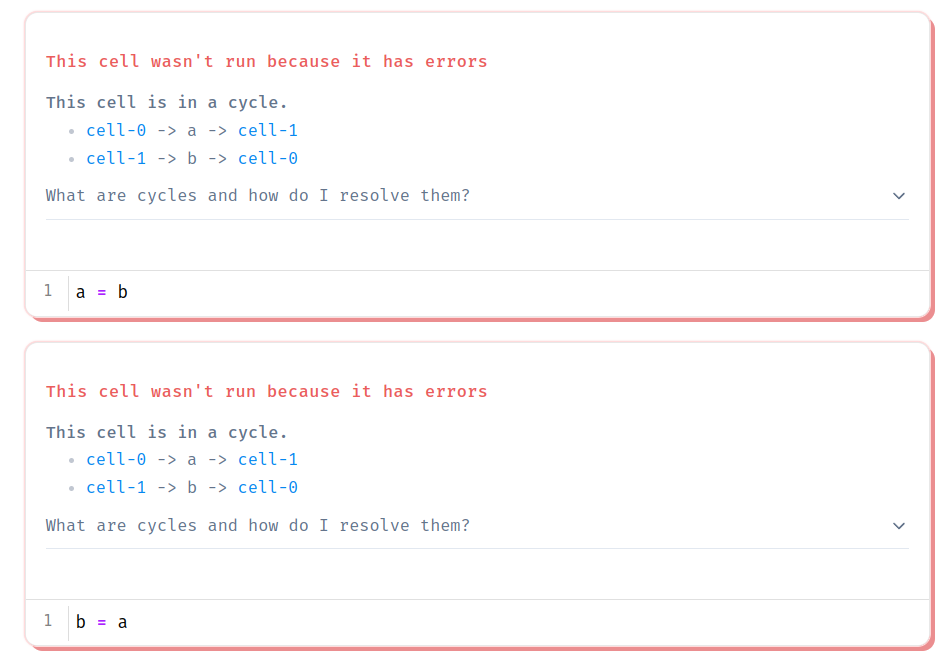 This cell wasn't run because it has errors
This cell is in a cycle.
• cell-0 -> a -> cell-1
• cell-1 -> b -> cell-0
What are cycles and how do I resolve them?
1 a = b
This cell wasn't run because it has errors
This cell is in a cycle.
• cell-0 -> a -> cell-1
• cell-1 -> b -> cell-0
What are cycles and how do I resolve them?
1 b = a